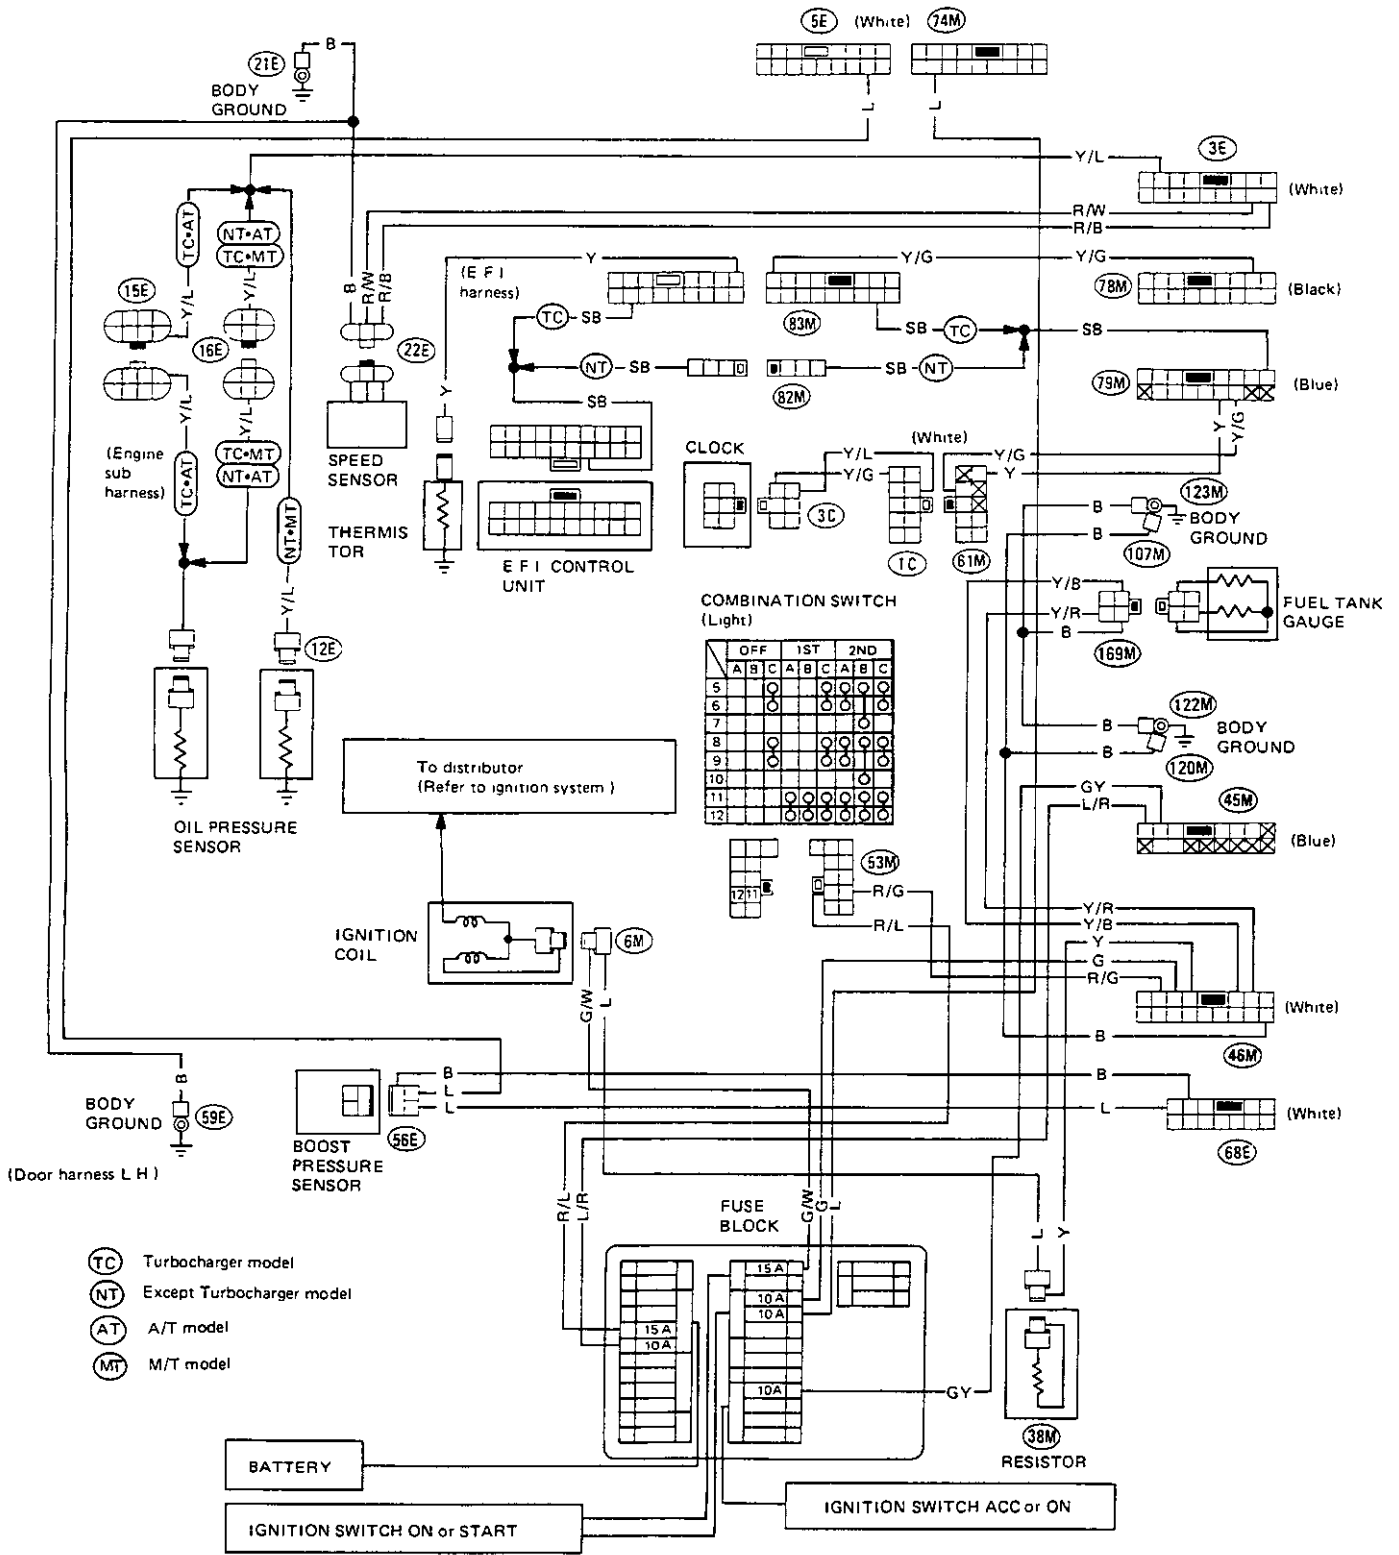 5E (White) 74M
21E B
BODY
GROUND
L L
3E
Y/L
(White)
R/W
R/B
TC•AT
NT•AT
TC•MT
15E
Y/L
Y/L
16E
B
R/W
R/B
22E
(E F I
harness)
Y
Y/G
Y/G
78M
(Black)
TC SB
83M
SB TC
SB
NT SB
SB NT
82M
79M
(Blue)
SB
Y
Y/G
Y
Y/L
Y/L
TC•MT
NT•AT
(Engine
sub
harness)
TC•AT
NT•MT
SPEED
SENSOR
THERMIS
TOR
E F I CONTROL
UNIT
CLOCK
3C
Y/L
Y/G
(White)
1C
61M
Y/G
Y
123M
B
BODY
GROUND
B
107M
Y/B
Y/R
B
169M
FUEL TANK
GAUGE
Y/L
Y/L
12E
OIL PRESSURE
SENSOR
COMBINATION SWITCH
(Light)
OFF 1ST 2ND
A B C A B C A B C
5
6
7
8
9
10
11
12
12 11
53M
R/G
R/L
122M
B
BODY
GROUND
B
120M
GY
L/R
45M
(Blue)
To distributor
(Refer to ignition system)
IGNITION
COIL
6M
G/W
L
Y/R
Y/B
Y
G
R/G
(White)
B
46M
B
BODY
GROUND
59E
(Door harness L H)
BOOST
PRESSURE
SENSOR
56E
B
L
L
B
L
(White)
68E
R/L
L/R
FUSE
BLOCK
G/W
G
L
L
Y
15A
10A
10A
15A
10A
10A
GY
TC Turbocharger model
NT Except Turbocharger model
AT A/T model
MT M/T model
38M
RESISTOR
BATTERY
IGNITION SWITCH ON or START
IGNITION SWITCH ACC or ON